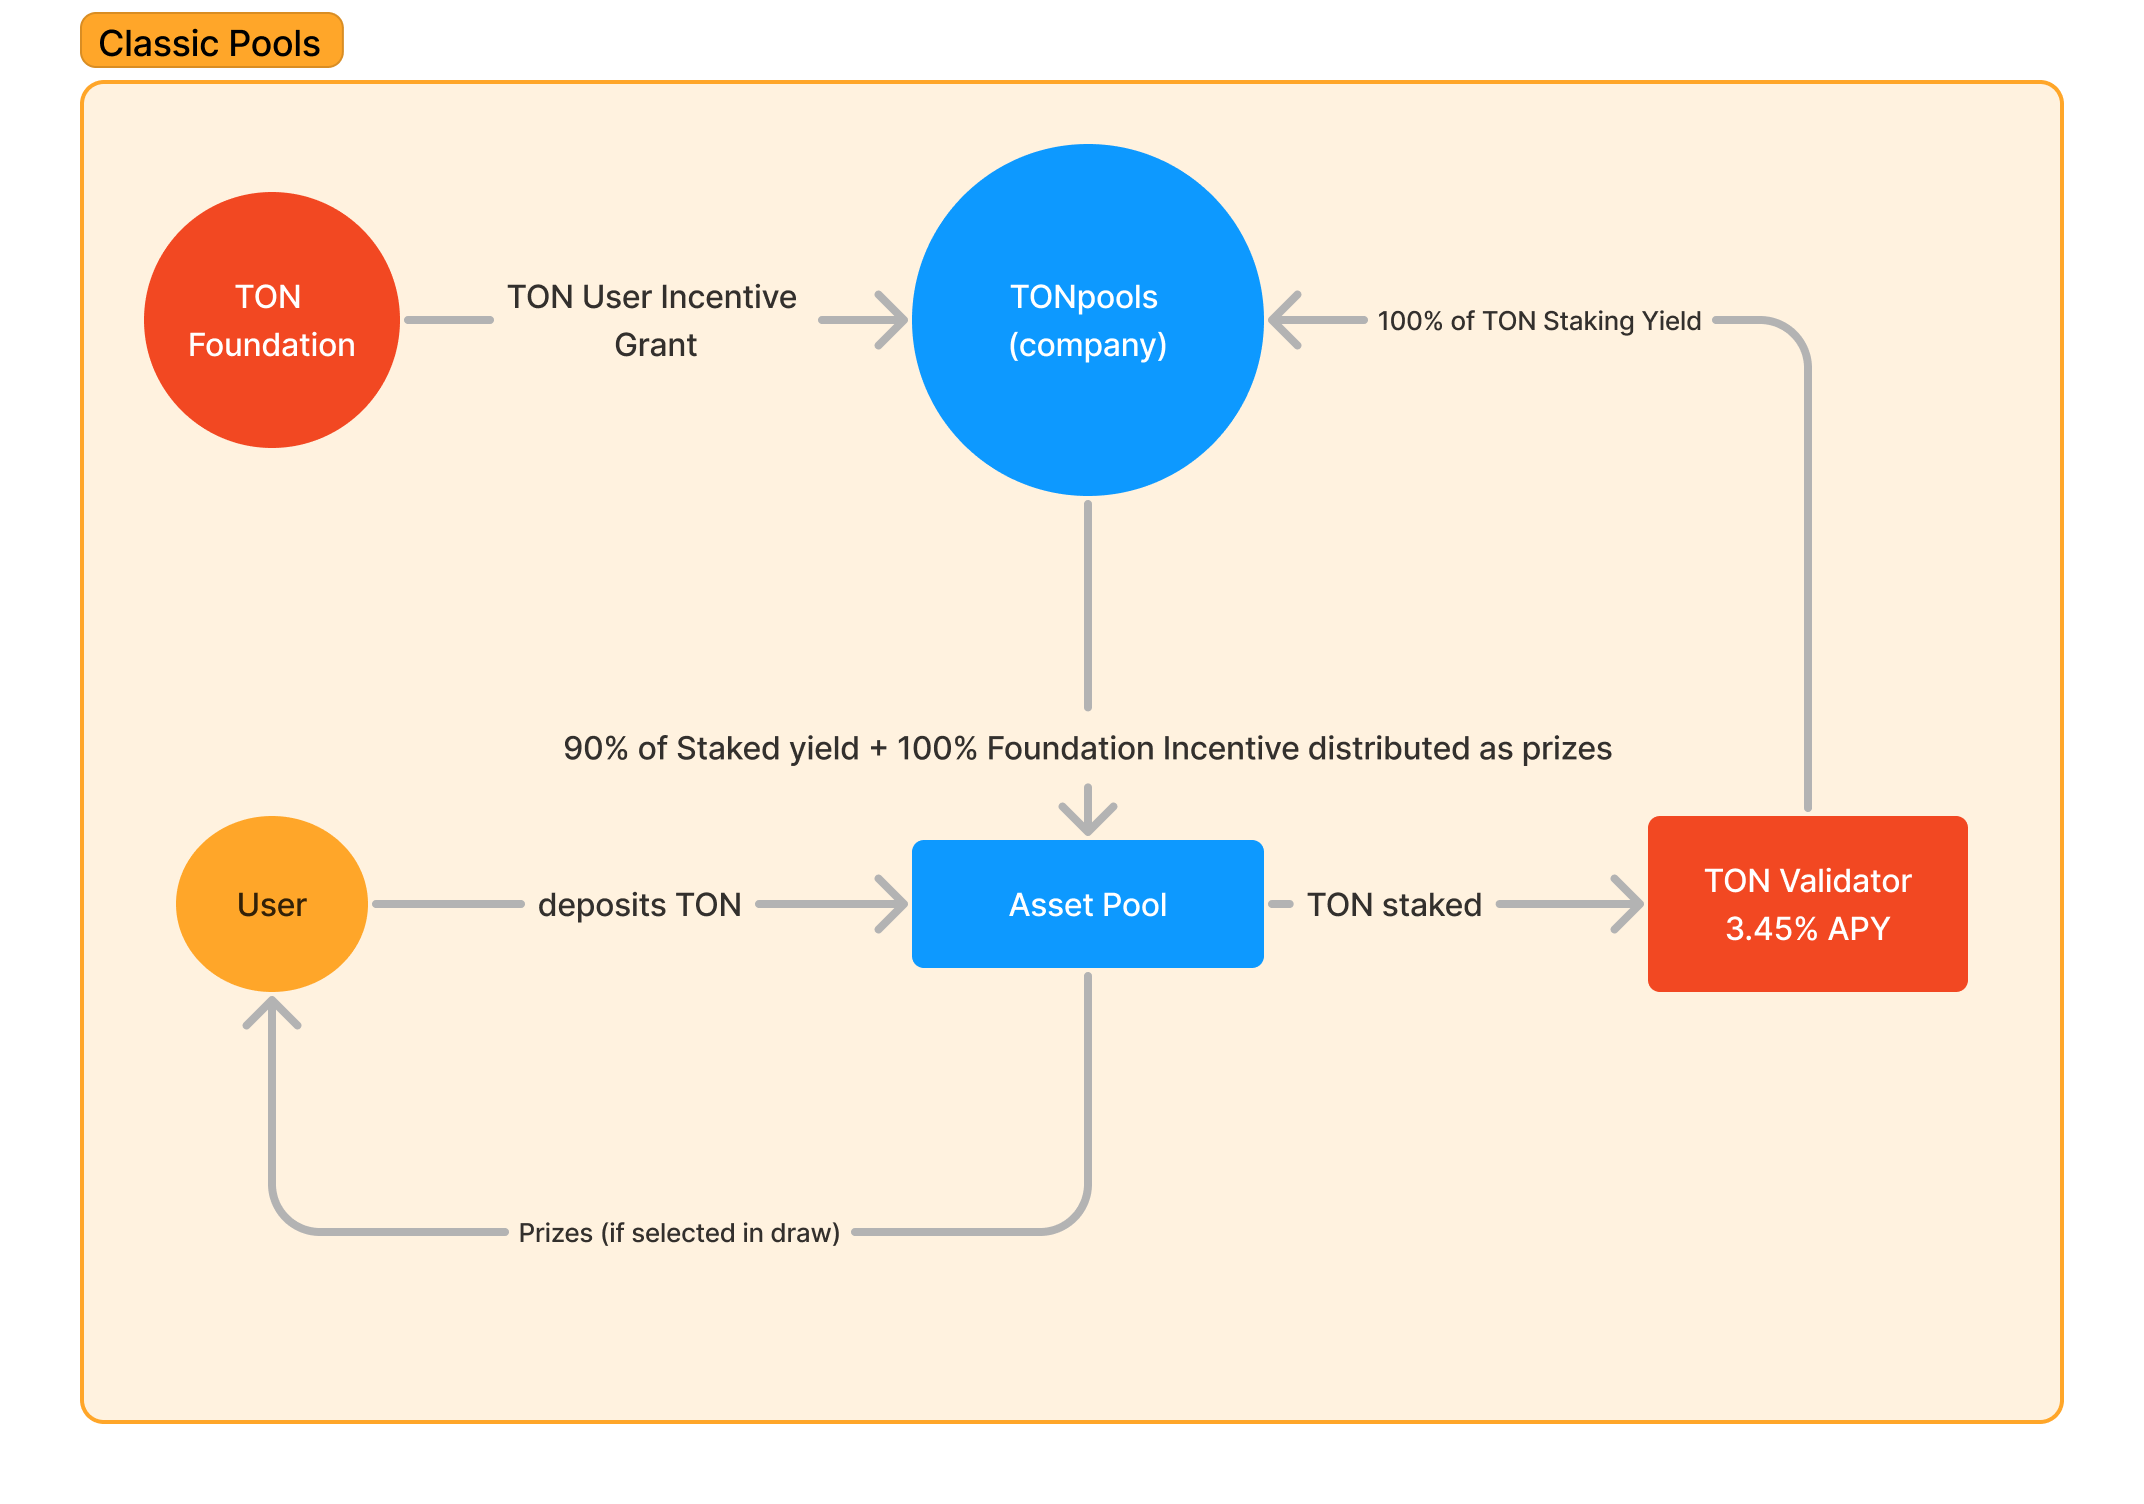 Classic Pools
TON
Foundation
TON User Incentive
Grant
TONpools
(company)
100% of TON Staking Yield
90% of Staked yield + 100% Foundation Incentive distributed as prizes
User
deposits TON
Asset Pool
TON staked
TON Validator
3.45% APY
Prizes (if selected in draw)